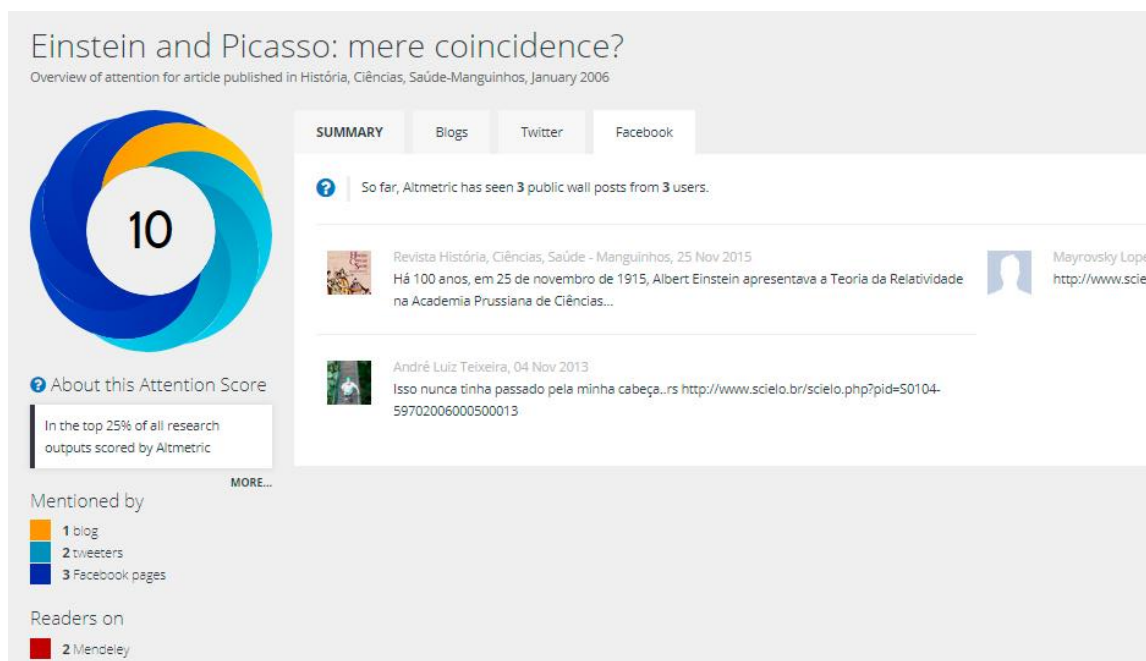 Einstein and Picasso: mere coincidence?
Overview of attention for article published in História, Ciências, Saúde-Manguinhos, January 2006
10
SUMMARY Blogs Twitter Facebook
So far, Altmetric has seen 3 public wall posts from 3 users.
Revista História, Ciências, Saúde - Manguinhos, 25 Nov 2015
Há 100 anos, em 25 de novembro de 1915, Albert Einstein apresentava a Teoria da Relatividade
na Academia Prussiana de Ciências...
Mayrovsky Lope
http://www.scie
André Luiz Teixeira, 04 Nov 2013
Isso nunca tinha passado pela minha cabeça..rs http://www.scielo.br/scielo.php?pid=S0104-
59702006000500013
? About this Attention Score
In the top 25% of all research
outputs scored by Altmetric
MORE...
Mentioned by
1 blog
2 tweeters
3 Facebook pages
Readers on
2 Mendeley